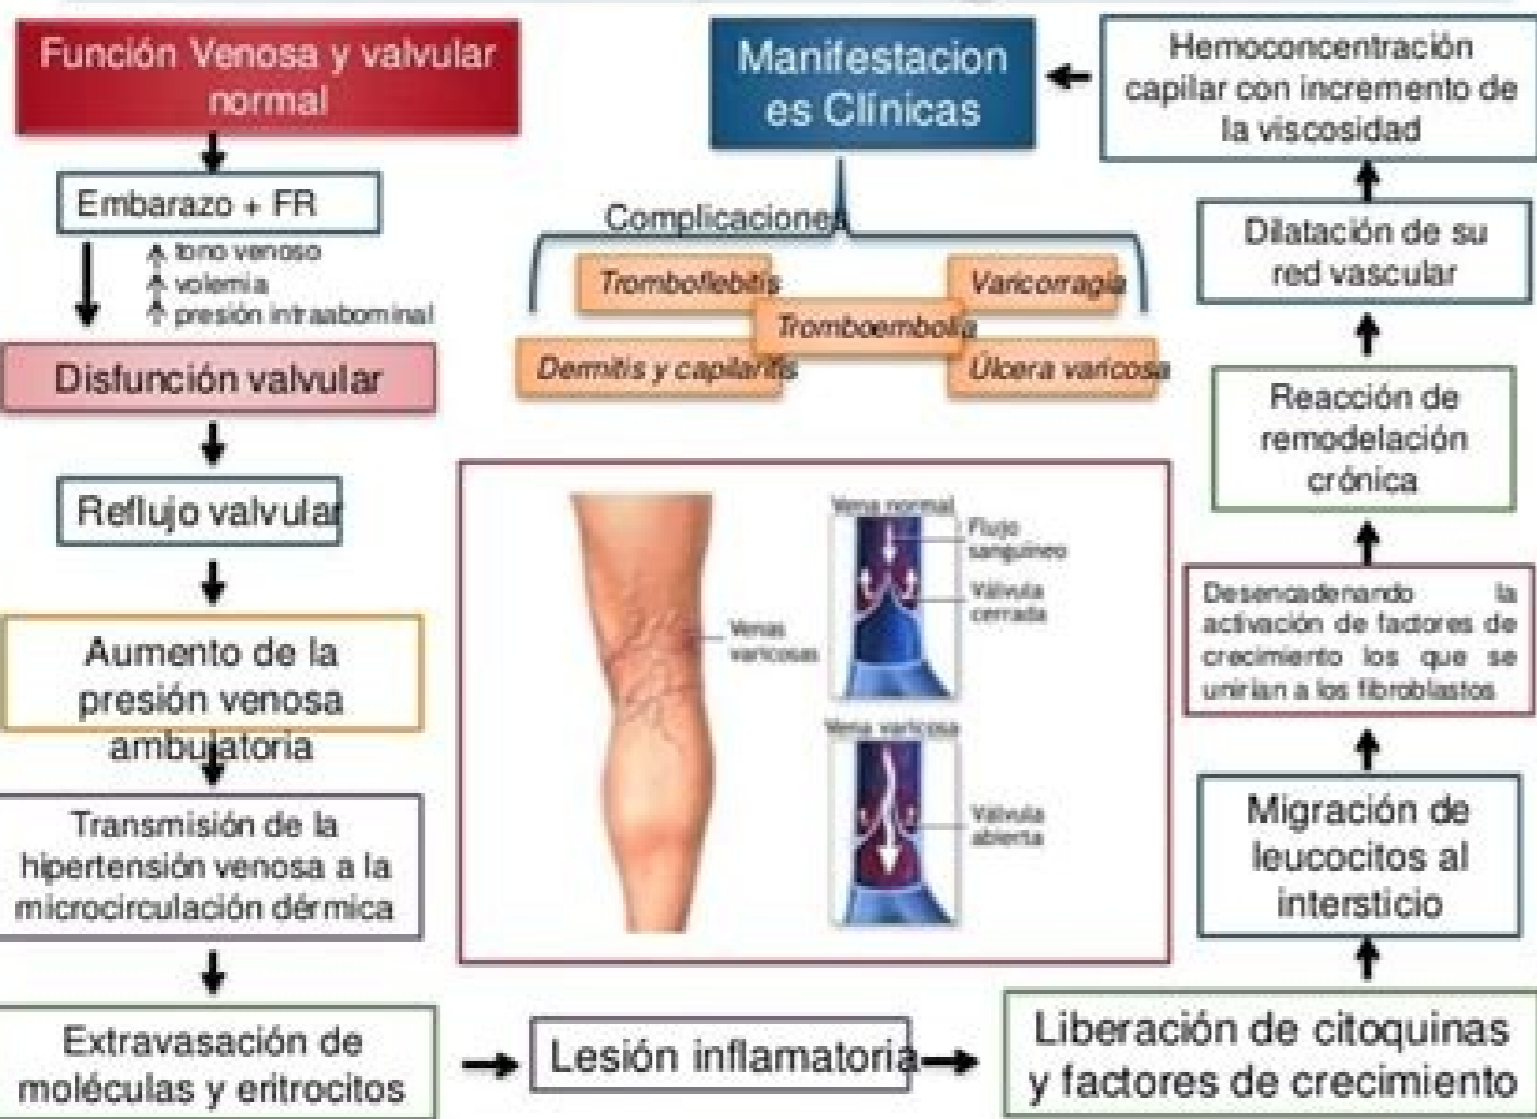 Función Venosa y valvular
normal
Embarazo + FR
↑ tono venoso
↑ volemia
↑ presión intraabominal
Disfunción valvular
Reflujo valvular
Aumento de la
presión venosa
ambulatoria
Transmisión de la
hipertensión venosa a la
microcirculación dérmica
Extravasación de
moléculas y eritrocitos
Lesión inflamatoria
Liberación de citoquinas
y factores de crecimiento
Migración de
leucocitos al
intersticio
Desencadenando la
activación de factores de
crecimiento los que se
unirían a los fibroblastos
Reacción de
remodelación
crónica
Dilatación de su
red vascular
Hemoconcentración
capilar con incremento de
la viscosidad
Manifestacion
es Clínicas
Complicaciones
Tromboflebitis
Varicorragia
Tromboembolia
Dermitis y capilaritis
Úlcera varicosa
Venas
varicosas
Vena normal
Flujo
sanguíneo
Válvula
cerrada
Vena varicosa
Válvula
abierta